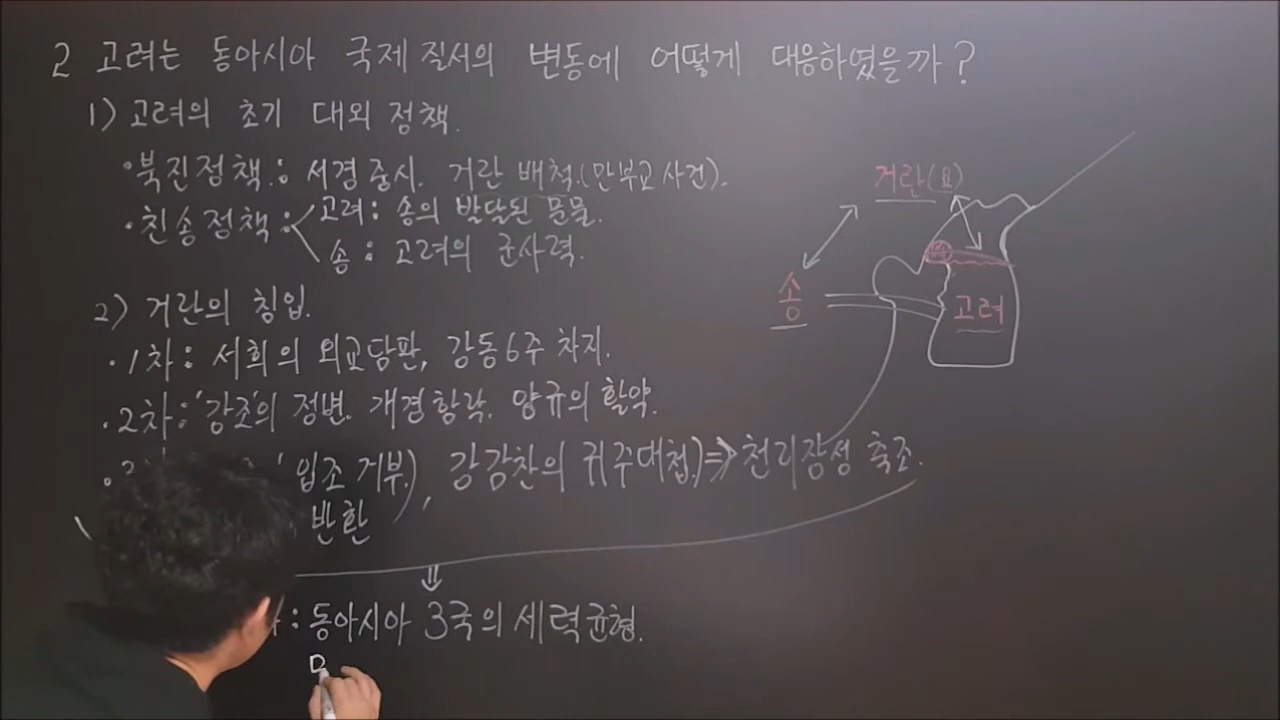 2 고려는 동아시아 국제 질서의 변동에 어떻게 대응하였을까?
1) 고려의 초기 대외 정책.
·북진정책 : 서경중시. 거란 배척.(만부교 사건).
·친송정책 : 고려 : 송의 발달된 문물.
송 : 고려의 군사력.
2) 거란의 침입.
·1차 : 서희의 외교담판, 강동6주 차지.
·2차 : '강조'의 정변. 개경함락. 양규의 활약.
입조 거부.), 강감찬의 귀주대첩.)⇒천리장성 축조.
반환
⇓
: 동아시아 3국의 세력균형.
거란(요)
송
고려